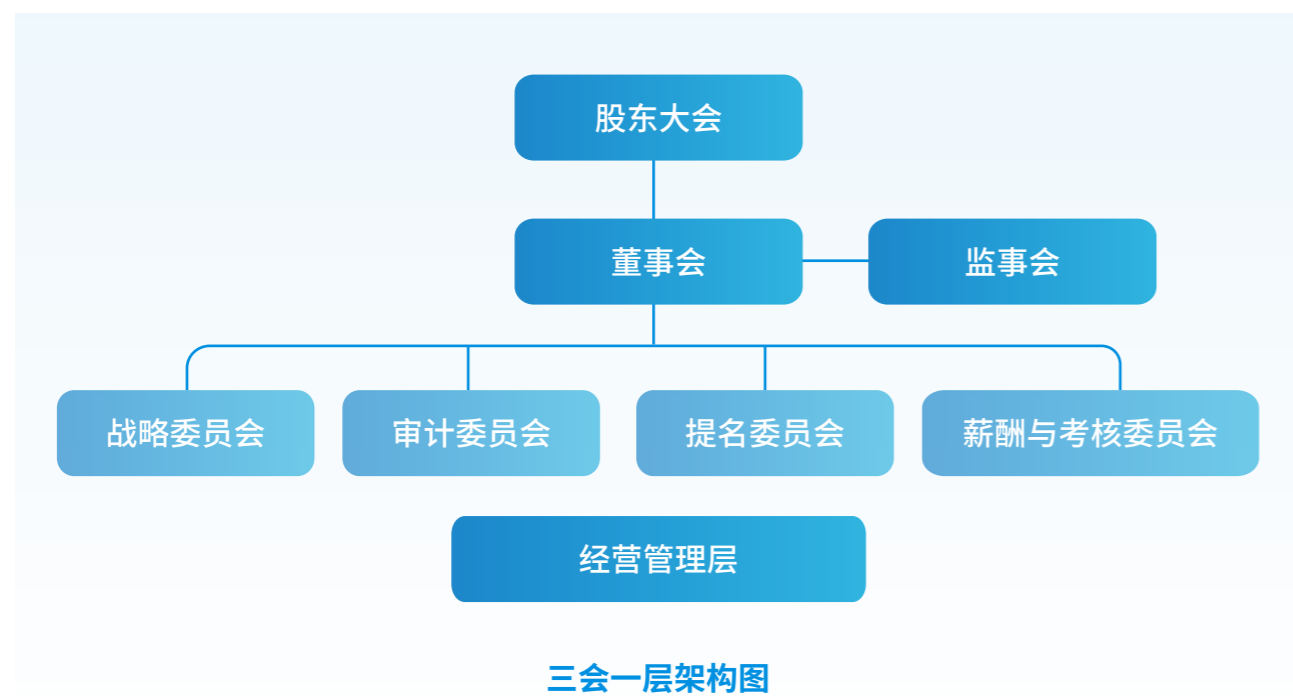 股东大会
董事会
监事会
战略委员会
审计委员会
提名委员会
薪酬与考核委员会
经营管理层
三会一层架构图